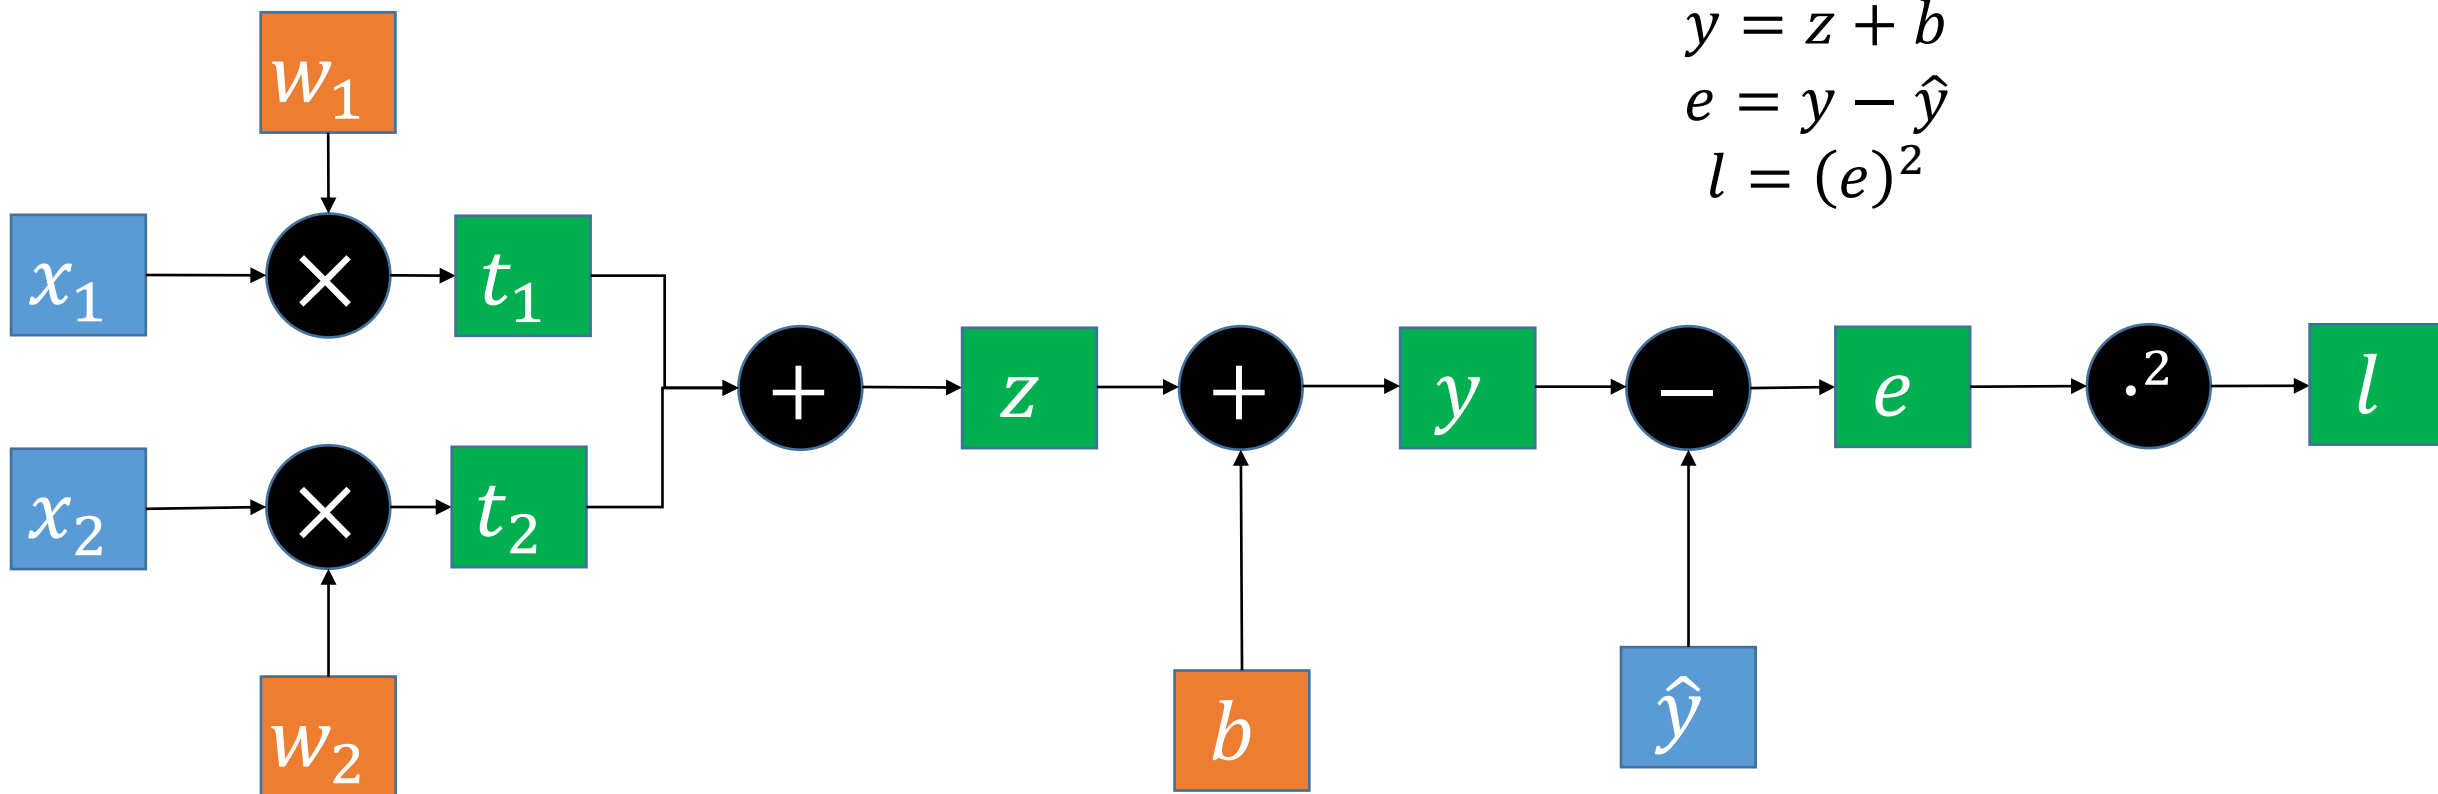 y = z + b
e = y − ŷ
l = (e)²
w₁
x₁
×
t₁
+
z
+
y
−
e
.²
l
x₂
×
t₂
w₂
b
ŷ